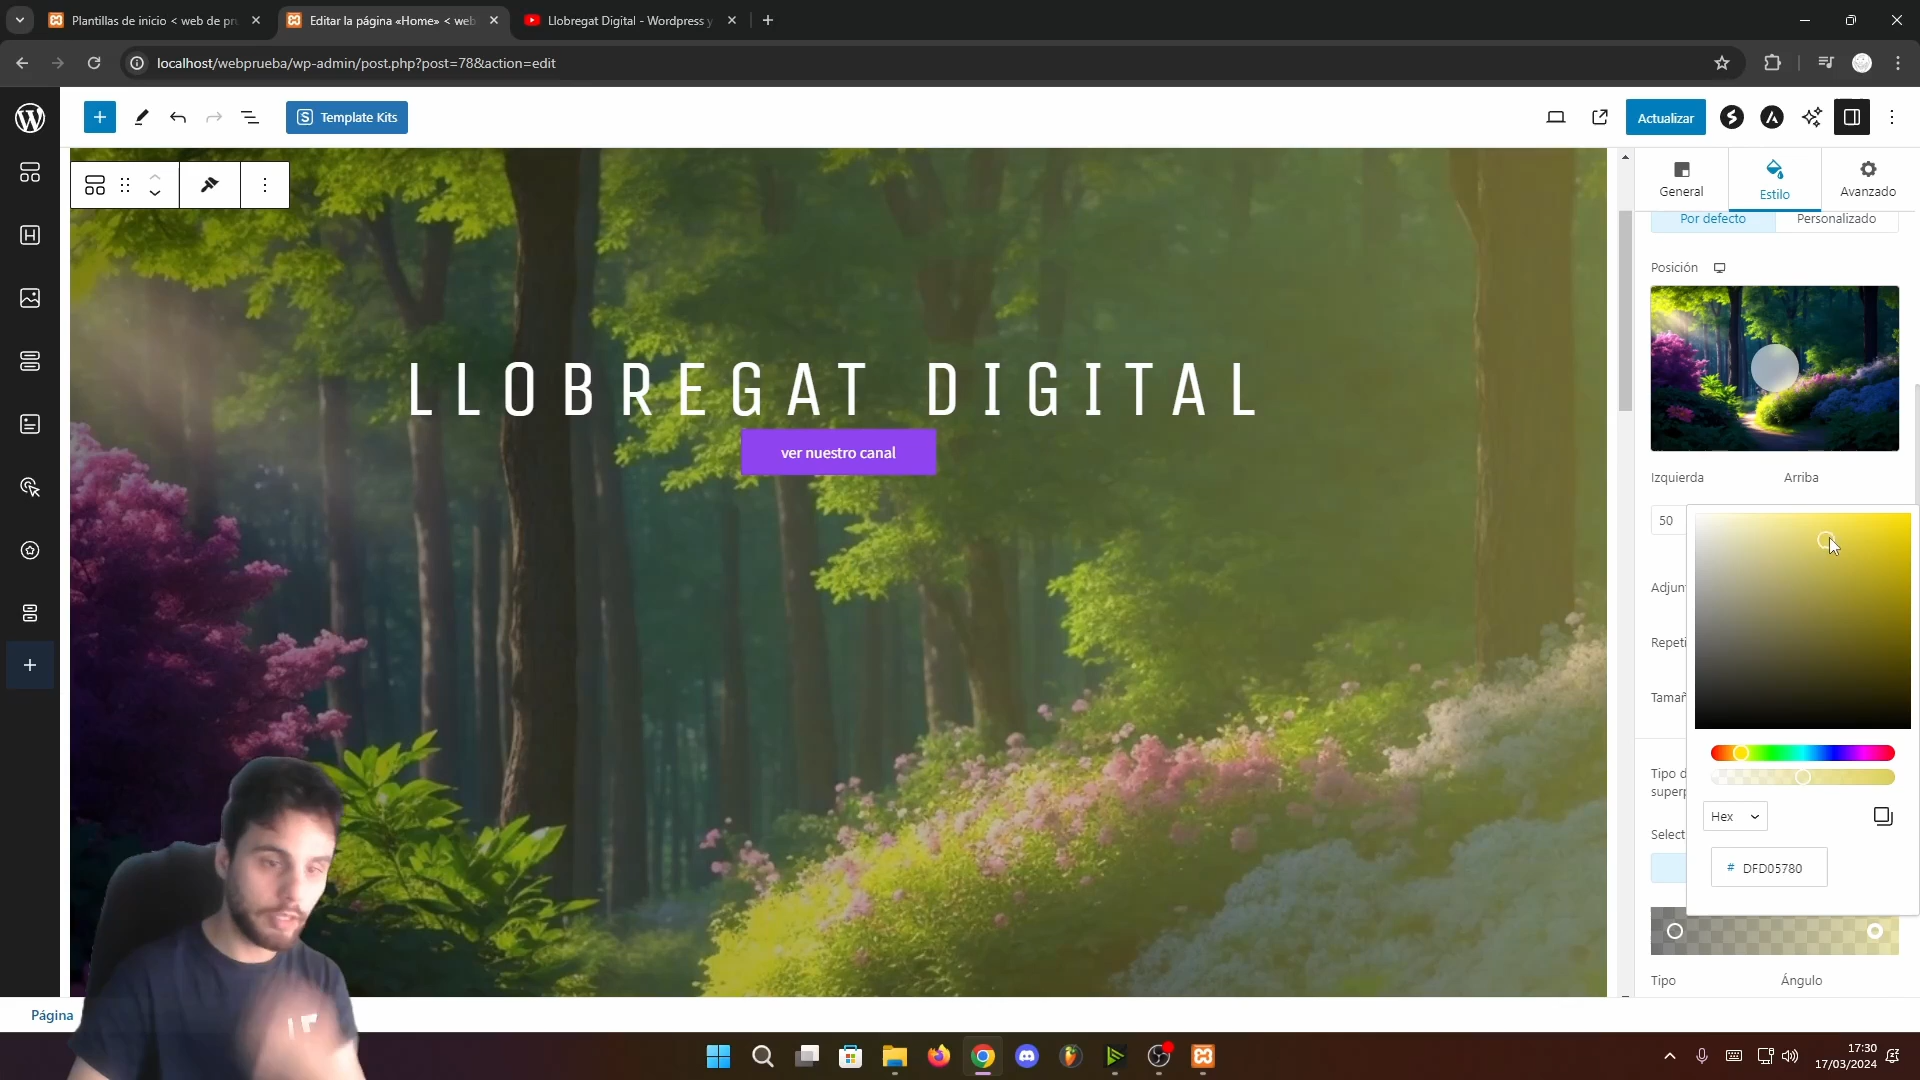 Plantillas de inicio < web de pru
Editar la página «Home» < web
Llobregat Digital - Wordpress y
localhost/webprueba/wp-admin/post.php?post=78&action=edit
Template Kits
Actualizar
General
Estilo
Avanzado
Por defecto
Personalizado
Posición
LLOBREGAT DIGITAL
ver nuestro canal
Izquierda
Arriba
50
Adjun
Repeti
Tamañ
Tipo d
superp
Hex
Select
# DFD05780
Tipo
Ángulo
Página
17:30
17/03/2024